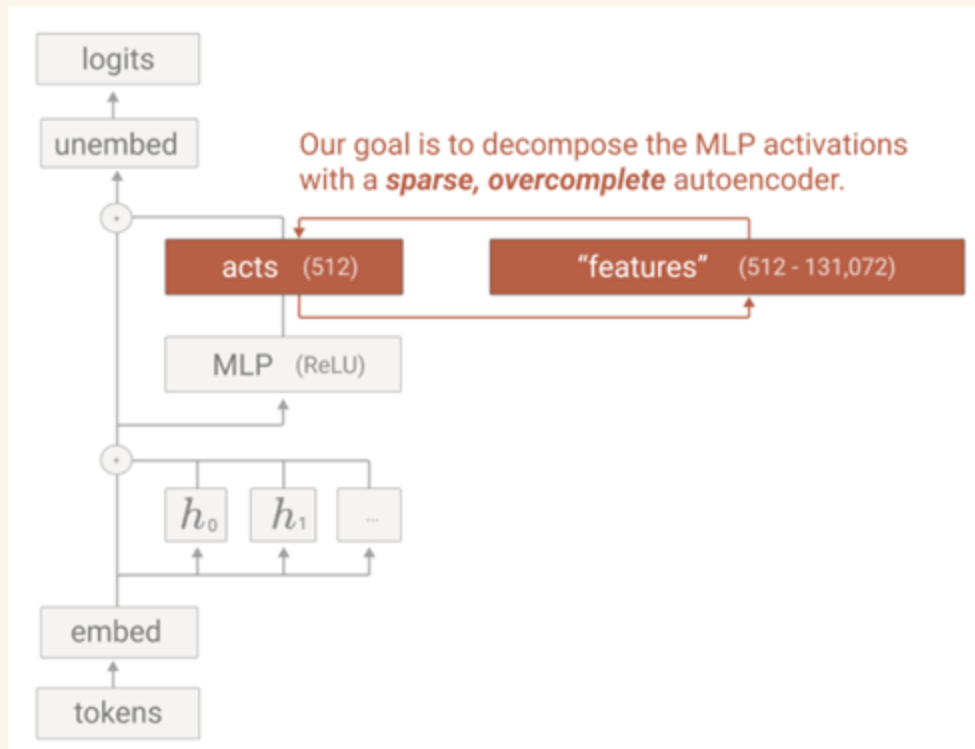 logits
unembed
Our goal is to decompose the MLP activations
with a sparse, overcomplete autoencoder.
acts (512)
“features” (512 - 131,072)
MLP (ReLU)
+
+
h₀
h₁
...
embed
tokens